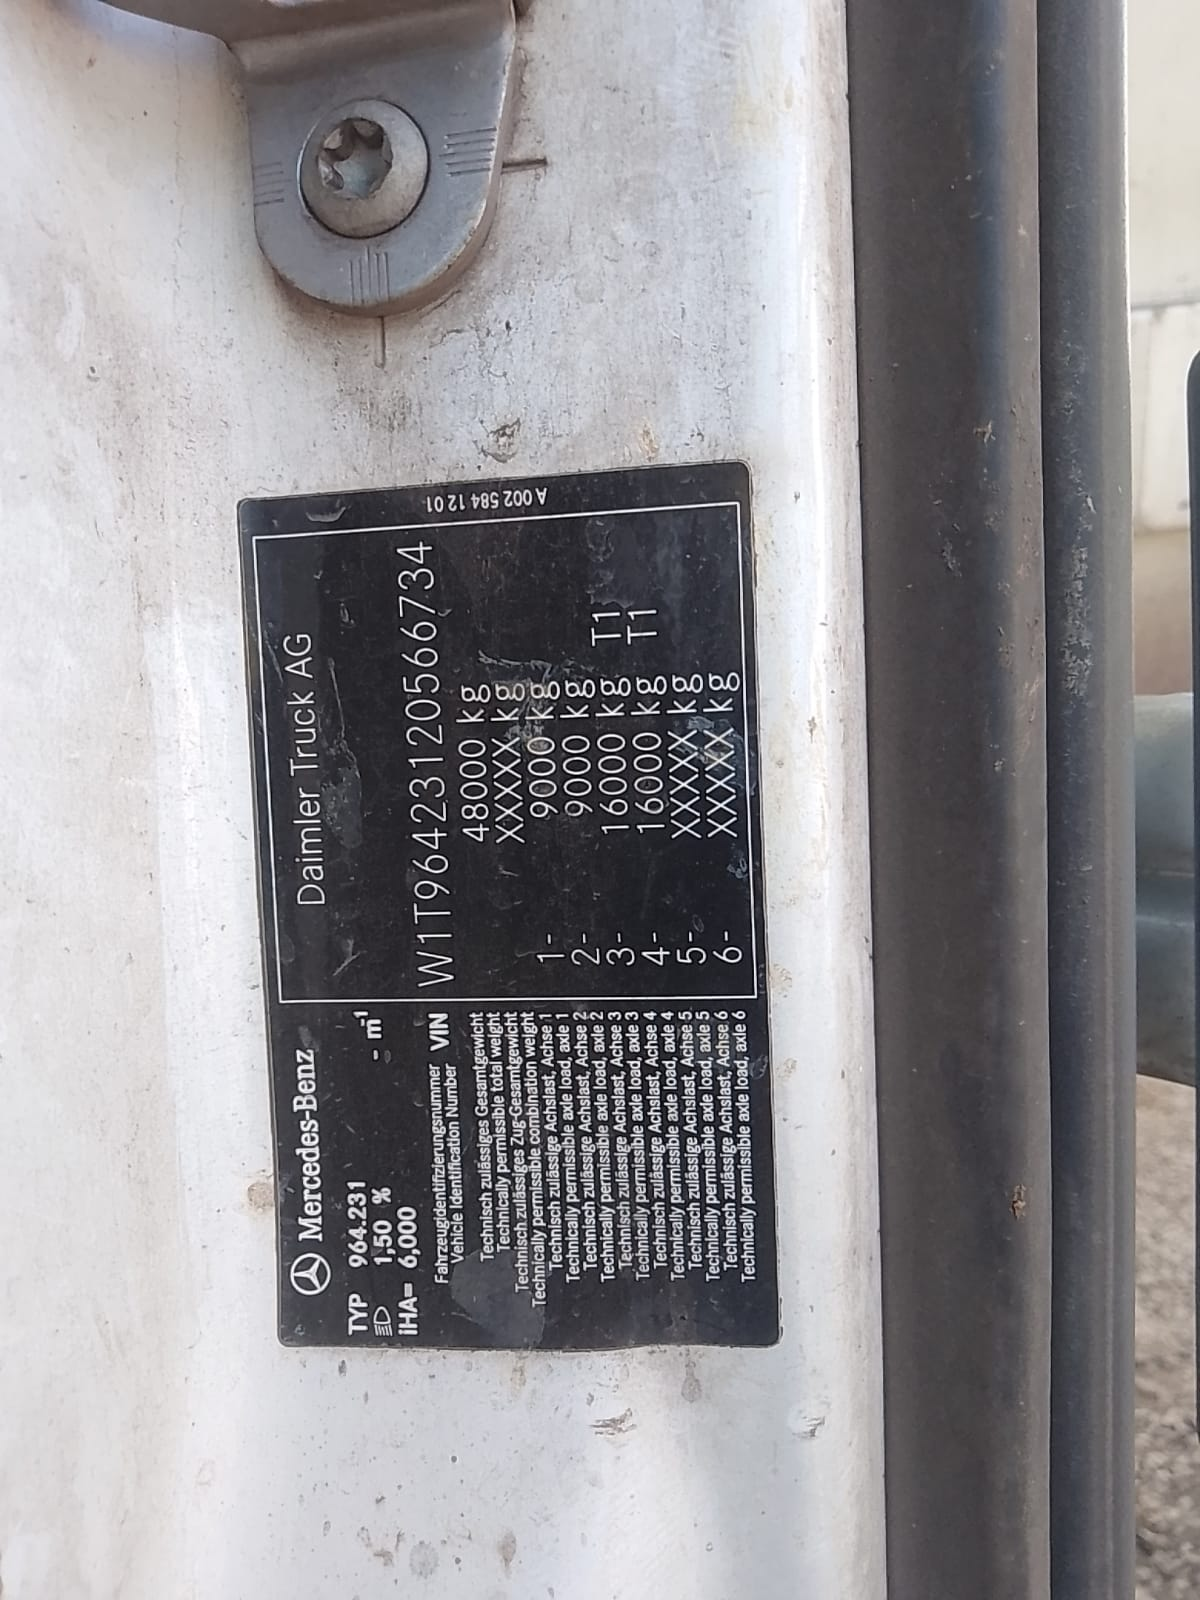 Mercedes-Benz
TYP 964.231
1,50 % - m⁻¹
iHA= 6,000
Daimler Truck AG
Fahrzeugidentifizierungsnummer
Vehicle Identification Number
VIN W1T96423120566734
Technisch zulässiges Gesamtgewicht
Technically permissible total weight
48000 kg
Technisch zulässiges Zug-Gesamtgewicht
Technically permissible combination weight
XXXXX kg
Technisch zulässige Achslast, Achse 1
Technically permissible axle load, axle 1
1- 9000 kg
Technisch zulässige Achslast, Achse 2
Technically permissible axle load, axle 2
2- 9000 kg
Technisch zulässige Achslast, Achse 3
Technically permissible axle load, axle 3
3- 16000 kg T1
Technisch zulässige Achslast, Achse 4
Technically permissible axle load, axle 4
4- 16000 kg T1
Technisch zulässige Achslast, Achse 5
Technically permissible axle load, axle 5
5- XXXXX kg
Technisch zulässige Achslast, Achse 6
Technically permissible axle load, axle 6
6- XXXXX kg
A 002 584 12 01